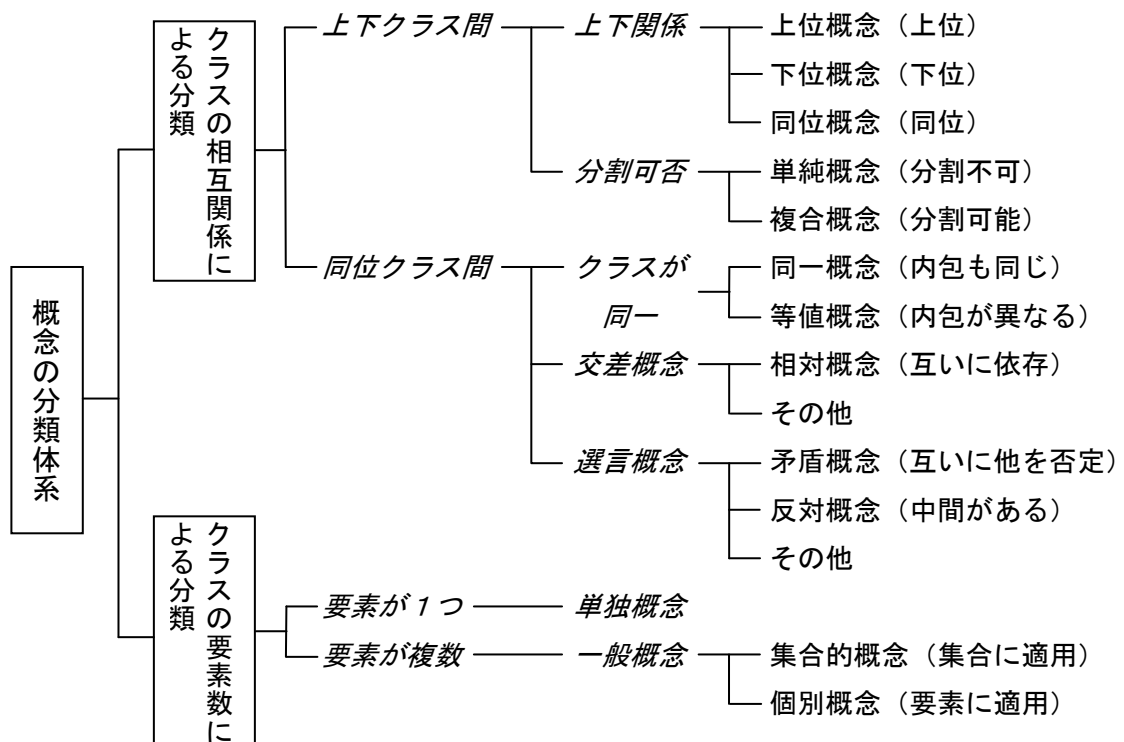 概念の分類体系
クラスの相互関係に
よる分類
上下クラス間
上下関係
上位概念（上位）
下位概念（下位）
同位概念（同位）
分割可否
単純概念（分割不可）
複合概念（分割可能）
同位クラス間
クラスが
同一
同一概念（内包も同じ）
等値概念（内包が異なる）
交差概念
相対概念（互いに依存）
その他
選言概念
矛盾概念（互いに他を否定）
反対概念（中間がある）
その他
クラスの要素数に
よる分類
要素が１つ
単独概念
要素が複数
一般概念
集合的概念（集合に適用）
個別概念（要素に適用）